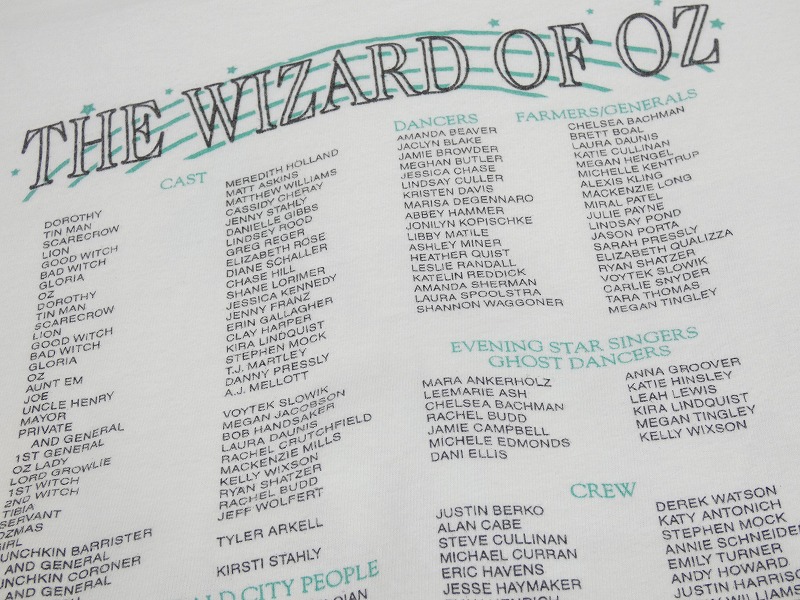 THE WIZARD OF OZ
CAST
DOROTHY
TIN MAN
SCARECROW
LION
GOOD WITCH
BAD WITCH
GLORIA
OZ
DOROTHY
TIN MAN
SCARECROW
LION
GOOD WITCH
BAD WITCH
GLORIA
OZ
AUNT EM
JOE
UNCLE HENRY
MAYOR
PRIVATE
AND GENERAL
1ST GENERAL
OZ LADY
LORD GROWLIE
1ST WITCH
2ND WITCH
TIBIA
SERVANT
OZMAS
GIRL
UNCHKIN BARRISTER
AND GENERAL
UNCHKIN CORONER
AND GENERAL
MEREDITH HOLLAND
MATT ASKINS
MATTHEW WILLIAMS
CASSIDY CHERAY
JENNY STAHLY
DANIELLE GIBBS
LINDSEY ROOD
GREG REGER
ELIZABETH ROSE
DIANE SCHALLER
CHASE HILL
SHANE LORIMER
JESSICA KENNEDY
JENNY FRANZ
ERIN GALLAGHER
CLAY HARPER
KIRA LINDQUIST
STEPHEN MOCK
T.J. MARTLEY
DANNY PRESSLY
A.J. MELLOTT
VOYTEK SLOWIK
MEGAN JACOBSON
BOB HANDSAKER
LAURA DAUNIS
RACHEL CRUTCHFIELD
MACKENZIE MILLS
KELLY WIXSON
RYAN SHATZER
RACHEL BUDD
JEFF WOLFERT
TYLER ARKELL
KIRSTI STAHLY
LD CITY PEOPLE
DANCERS
AMANDA BEAVER
JACLYN BLAKE
JAMIE BROWDER
MEGHAN BUTLER
JESSICA CHASE
LINDSAY CULLER
KRISTEN DAVIS
MARISA DEGENNARO
ABBEY HAMMER
JONILYN KOPISCHKE
LIBBY MATILE
ASHLEY MINER
HEATHER QUIST
LESLIE RANDALL
KATELIN REDDICK
AMANDA SHERMAN
LAURA SPOOLSTRA
SHANNON WAGGONER
FARMERS/GENERALS
CHELSEA BACHMAN
BRETT BOAL
LAURA DAUNIS
KATIE CULLINAN
MEGAN HENGEL
MICHELLE KENTRUP
ALEXIS KLING
MACKENZIE LONG
MIRAL PATEL
JULIE PAYNE
LINDSAY POND
JASON PORTA
SARAH PRESSLY
ELIZABETH QUALIZZA
RYAN SHATZER
VOYTEK SLOWIK
CARLIE SNYDER
TARA THOMAS
MEGAN TINGLEY
EVENING STAR SINGERS
GHOST DANCERS
MARA ANKERHOLZ
LEEMARIE ASH
CHELSEA BACHMAN
RACHEL BUDD
JAMIE CAMPBELL
MICHELE EDMONDS
DANI ELLIS
ANNA GROOVER
KATIE HINSLEY
LEAH LEWIS
KIRA LINDQUIST
MEGAN TINGLEY
KELLY WIXSON
CREW
JUSTIN BERKO
ALAN CABE
STEVE CULLINAN
MICHAEL CURRAN
ERIC HAVENS
JESSE HAYMAKER
DEREK WATSON
KATY ANTONICH
STEPHEN MOCK
ANNIE SCHNEIDE
EMILY TURNER
ANDY HOWARD
JUSTIN HARRISO
WILLIAMS